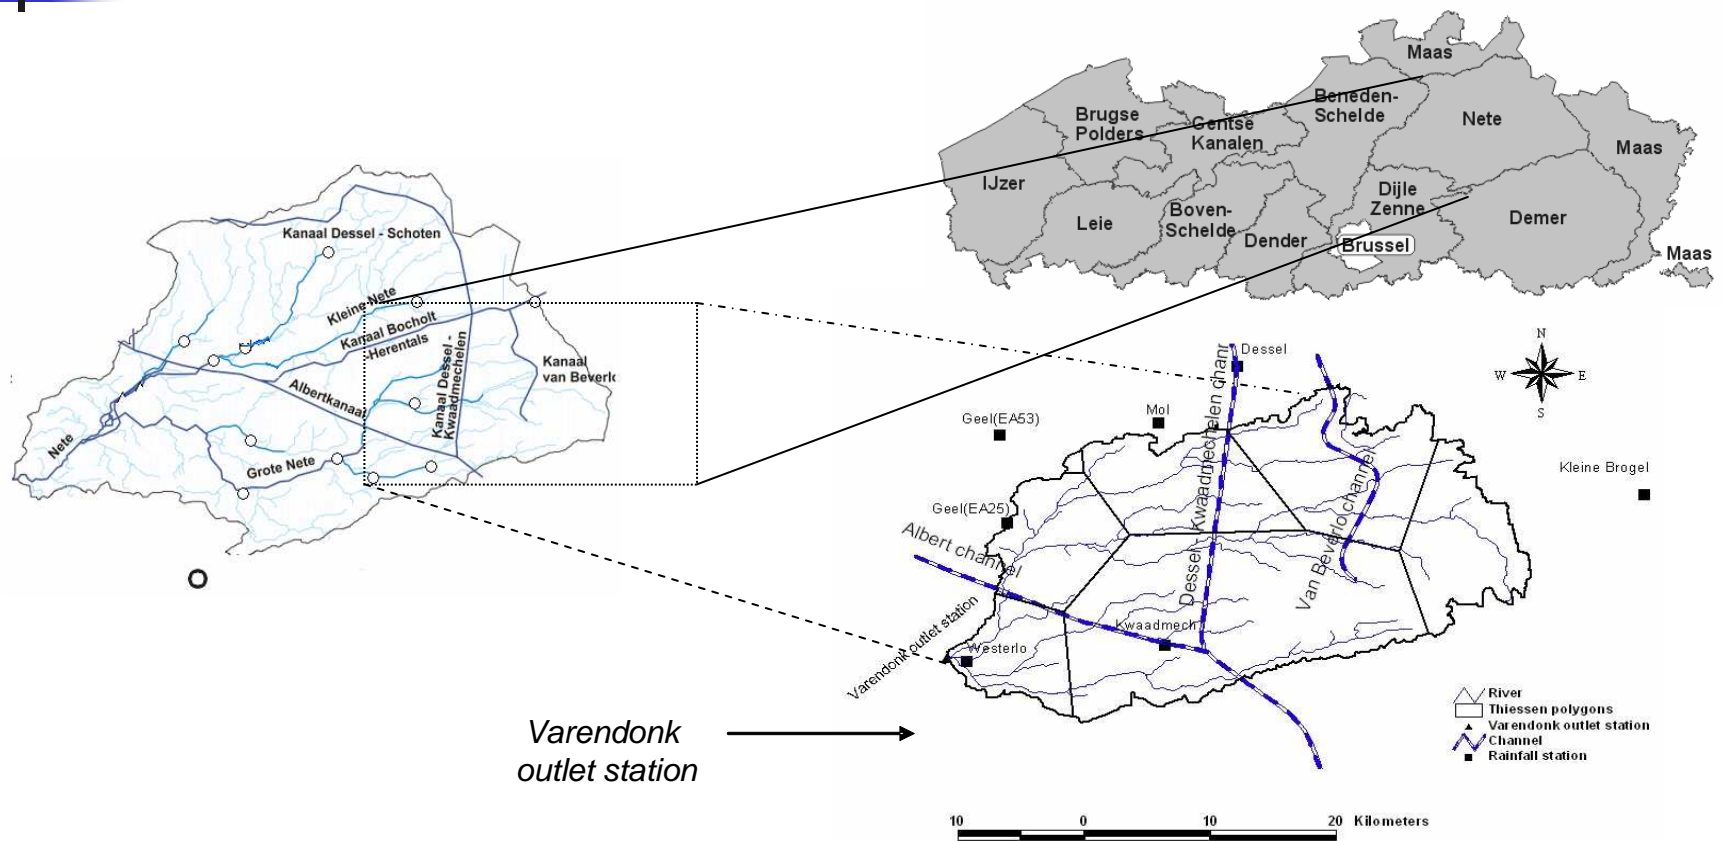 Maas
Beneden-
Schelde
Brugse
Polders
Gentse
Kanalen
Nete
Maas
IJzer
Dijle
Zenne
Leie
Boven-
Schelde
Dender
Demer
Brussel
Maas
Kanaal Dessel - Schoten
Kleine Nete
Kanaal Bocholt
-Herentals
Kanaal Dessel -
Kwaadmechelen
Kanaal
van Beverlo
Albertkanaal
Nete
Grote Nete
N
W
E
S
Dessel
Geel(EA53)
Mol
Kleine Brogel
Geel(EA25)
Albert channel
Dessel Kwaadmechelen chanr
Van Beverlo channel
Kwaadmech
Westerlo
Varendonk outlet station
Varendonk
outlet station
River
Thiessen polygons
Varendonk outlet station
Channel
Rainfall station
10 0 10 20 Kilometers